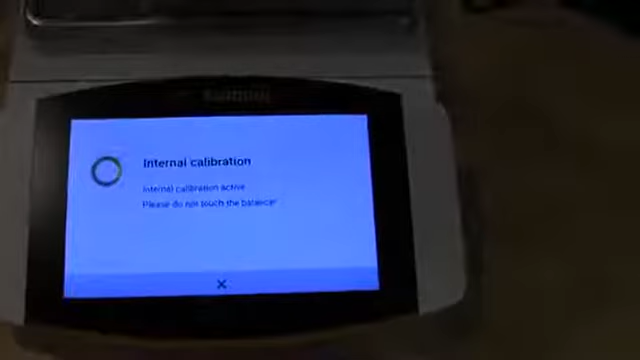 Internal calibration
Internal calibration active
Please do not touch the balance!